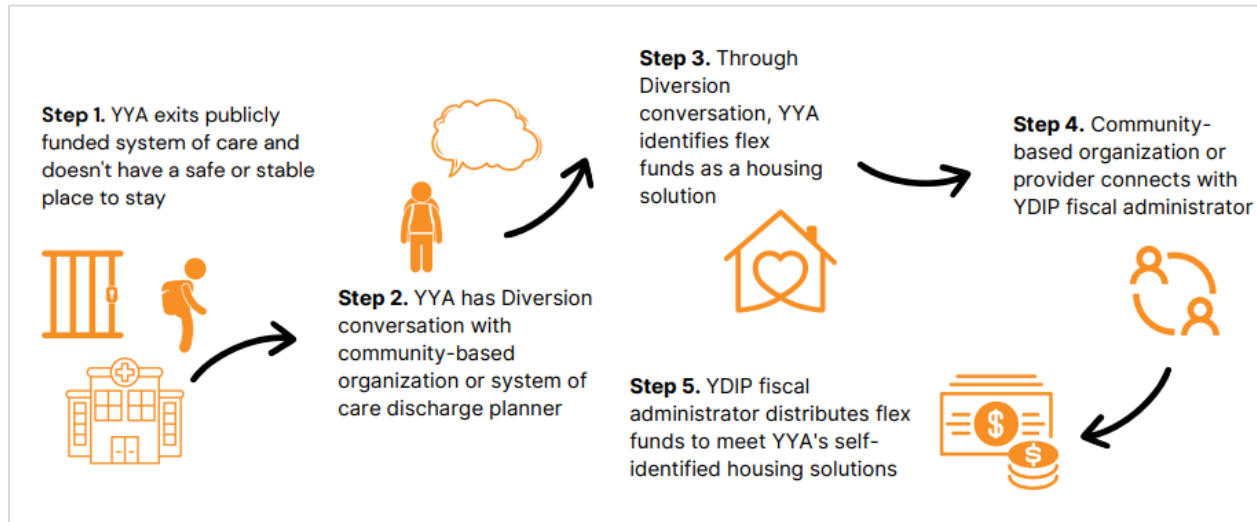 Step 1. YYA exits publicly
funded system of care and
doesn't have a safe or stable
place to stay
Step 2. YYA has Diversion
conversation with
community-based
organization or system of
care discharge planner
Step 3. Through
Diversion
conversation, YYA
identifies flex
funds as a housing
solution
Step 4. Community-
based organization or
provider connects with
YDIP fiscal administrator
Step 5. YDIP fiscal
administrator distributes flex
funds to meet YYA's self-
identified housing solutions
$
$